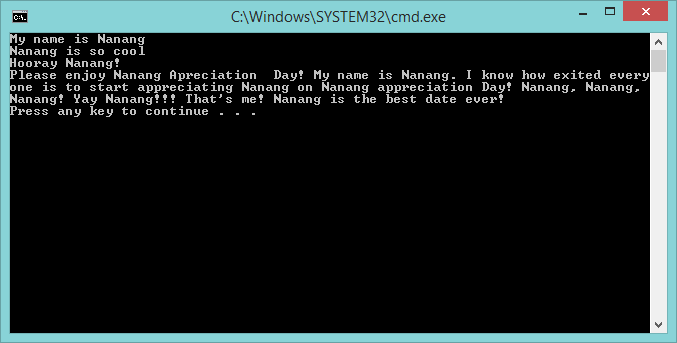 C:\Windows\SYSTEM32\cmd.exe
My name is Nanang
Nanang is so cool
Hooray Nanang!
Please enjoy Nanang Apreciation  Day! My name is Nanang. I know how exited every
one is to start appreciating Nanang on Nanang appreciation Day! Nanang, Nanang,
Nanang! Yay Nanang!!! That's me! Nanang is the best date ever!
Press any key to continue . . .